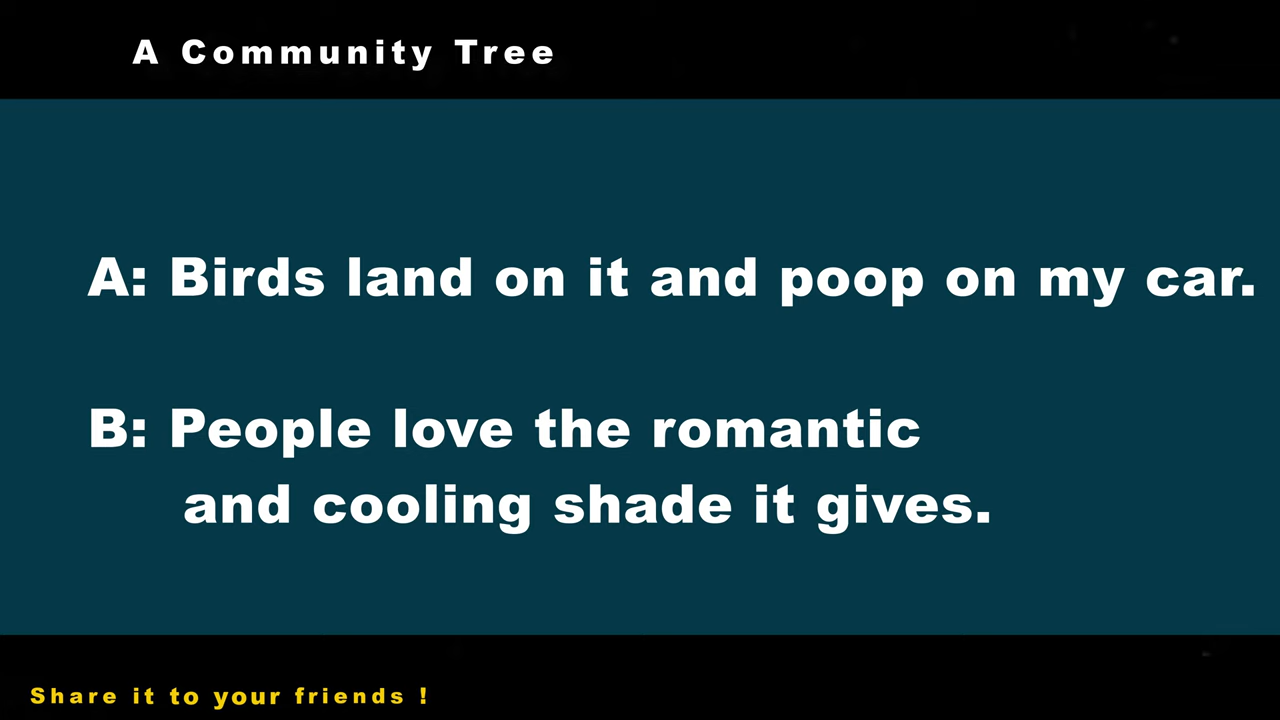 A Community Tree
A: Birds land on it and poop on my car.
B: People love the romantic
and cooling shade it gives.
Share it to your friends !